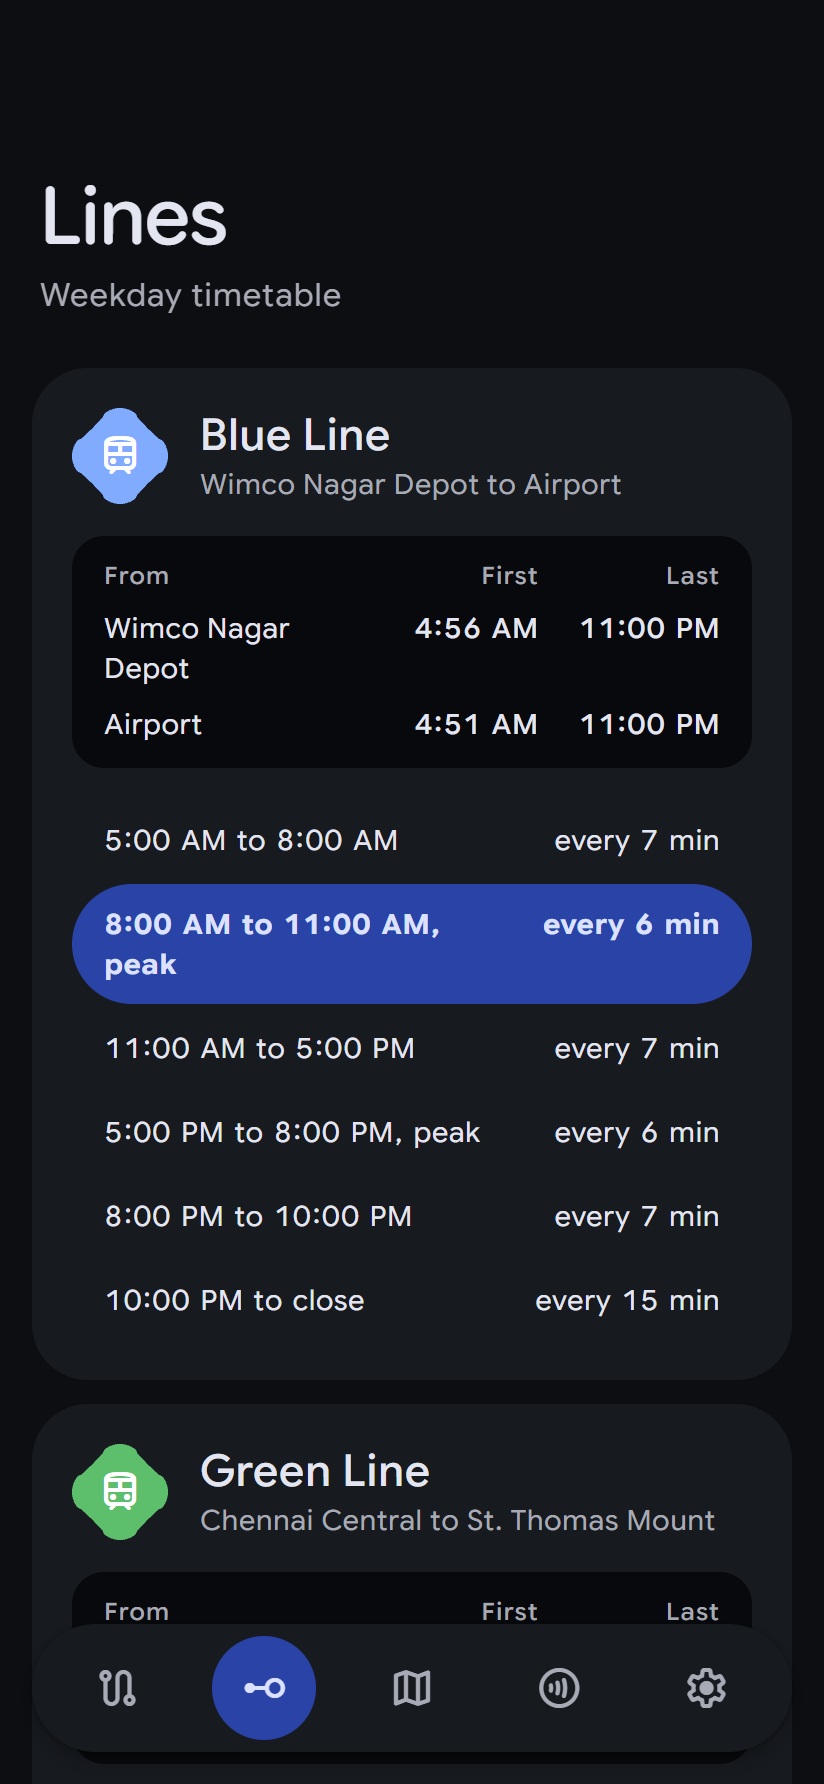 Lines
Weekday timetable
Blue Line
Wimco Nagar Depot to Airport
From First Last
Wimco Nagar Depot 4:56 AM 11:00 PM
Airport 4:51 AM 11:00 PM
5:00 AM to 8:00 AM every 7 min
8:00 AM to 11:00 AM, peak every 6 min
11:00 AM to 5:00 PM every 7 min
5:00 PM to 8:00 PM, peak every 6 min
8:00 PM to 10:00 PM every 7 min
10:00 PM to close every 15 min
Green Line
Chennai Central to St. Thomas Mount
From First Last